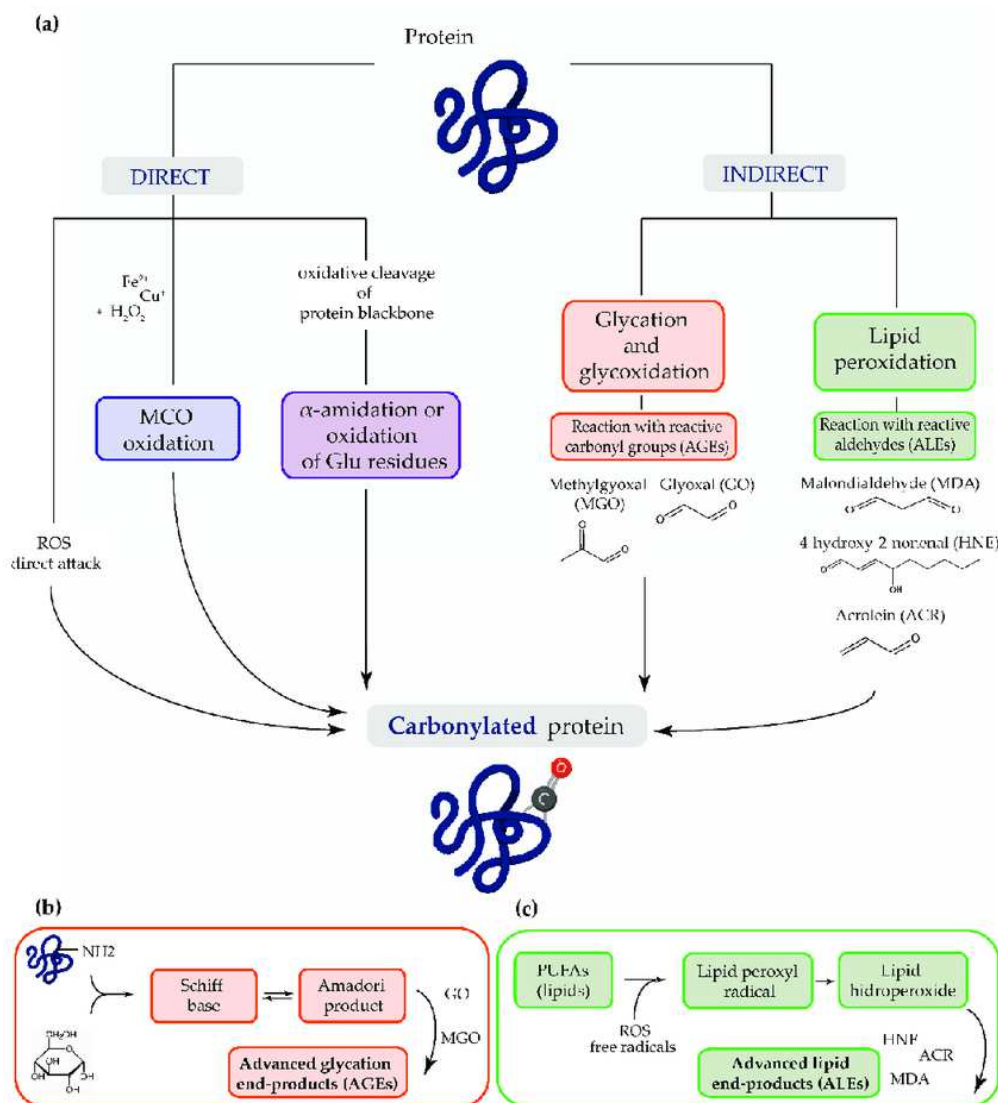 (a)
Protein
DIRECT
INDIRECT
Fe²⁺
Cu⁺
+ H₂O₂
oxidative cleavage
of
protein blackbone
Glycation
and
glycoxidation
Lipid
peroxidation
MCO
oxidation
α-amidation or
oxidation
of Glu residues
Reaction with reactive
carbonyl groups (AGEs)
Reaction with reactive
aldehydes (ALEs)
Methylgyoxal
(MGO)
Glyoxal (GO)
Malondialdehyde (MDA)
O
O
O
O
O
O
ROS
direct attack
4 hydroxy 2 nonenal (HNE)
O
OH
Acrolein (ACR)
O
Carbonylated protein
O
C
(b)
NH2
Schiff
base
Amadori
product
GO
MGO
CH₂OH
O
OH
OH
OH
OH
Advanced glycation
end-products (AGEs)
(c)
PUFAs
(lipids)
Lipid peroxyl
radical
Lipid
hidroperoxide
ROS
free radicals
HNE
ACR
MDA
Advanced lipid
end-products (ALEs)